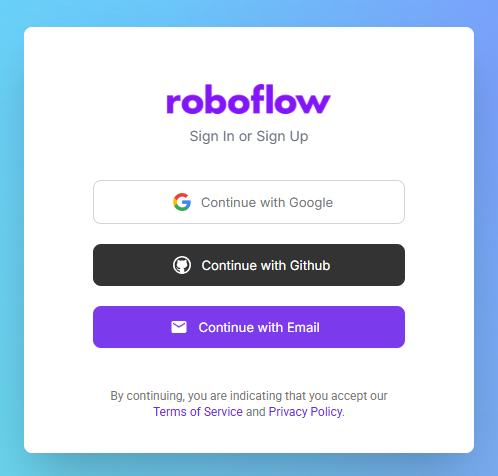 roboflow
Sign In or Sign Up
Continue with Google
Continue with Github
Continue with Email
By continuing, you are indicating that you accept our
Terms of Service and Privacy Policy.